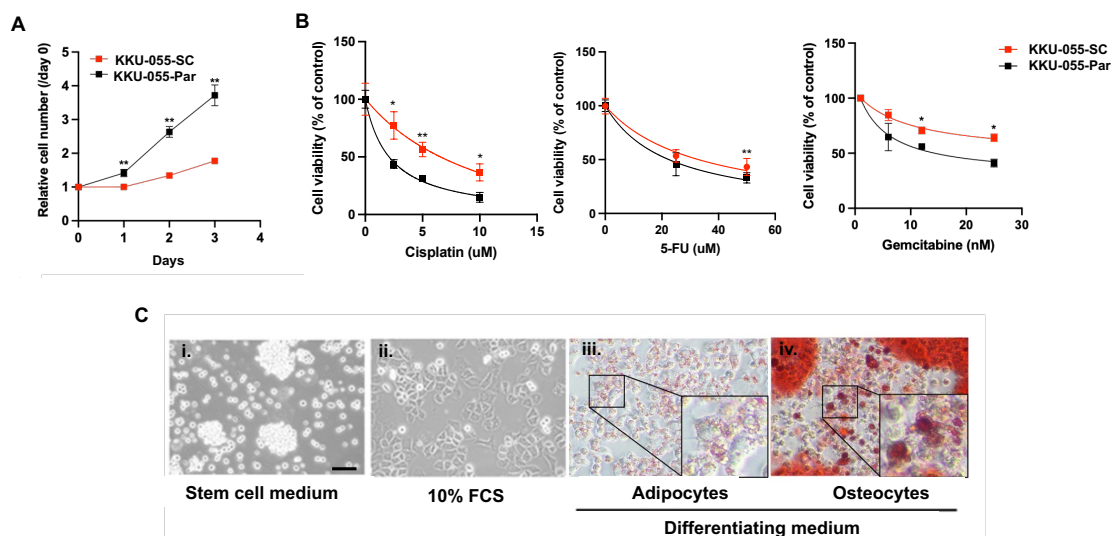 A
Relative cell number (/day 0)
5
4
3
2
1
0
KKU-055-SC
KKU-055-Par
**
**
**
0 1 2 3 4
Days
B
Cell viability (% of control)
150
100
50
0
*
**
*
0 5 10 15
Cisplatin (uM)
Cell viability (% of control)
150
100
50
0
**
0 20 40 60
5-FU (uM)
Cell viability (% of control)
150
100
50
0
*
*
0 10 20 30
Gemcitabine (nM)
KKU-055-SC
KKU-055-Par
C
i.
ii.
iii.
iv.
Stem cell medium
10% FCS
Adipocytes
Osteocytes
Differentiating medium